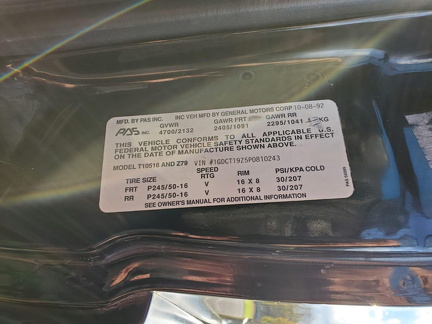 MFD. BY PAS INC. INC VEH MFD BY GENERAL MOTORS CORP 10-08-92
GVWR GAWR FRT GAWR RR
PAS INC. 4700/2132 2405/1091 2295/1041 KG
THIS VEHICLE CONFORMS TO ALL APPLICABLE U.S.
FEDERAL MOTOR VEHICLE SAFETY STANDARDS IN EFFECT ON THE
DATE OF MANUFACTURE SHOWN ABOVE.
MODEL T10516 AND Z79 VIN #1GDCT19Z5P0810243
TIRE SIZE SPEED RTG RIMS PSI/KPA COLD
FRT P245/50-16 V 16 X 8 30/207
RR P245/50-16 V 16 X 8 30/207
SEE OWNER'S MANUAL FOR ADDITIONAL INFORMATION